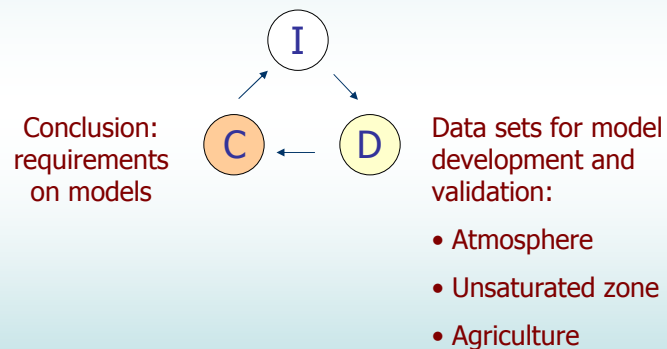 I
C
D
Conclusion:
requirements
on models
Data sets for model
development and
validation:
• Atmosphere
• Unsaturated zone
• Agriculture